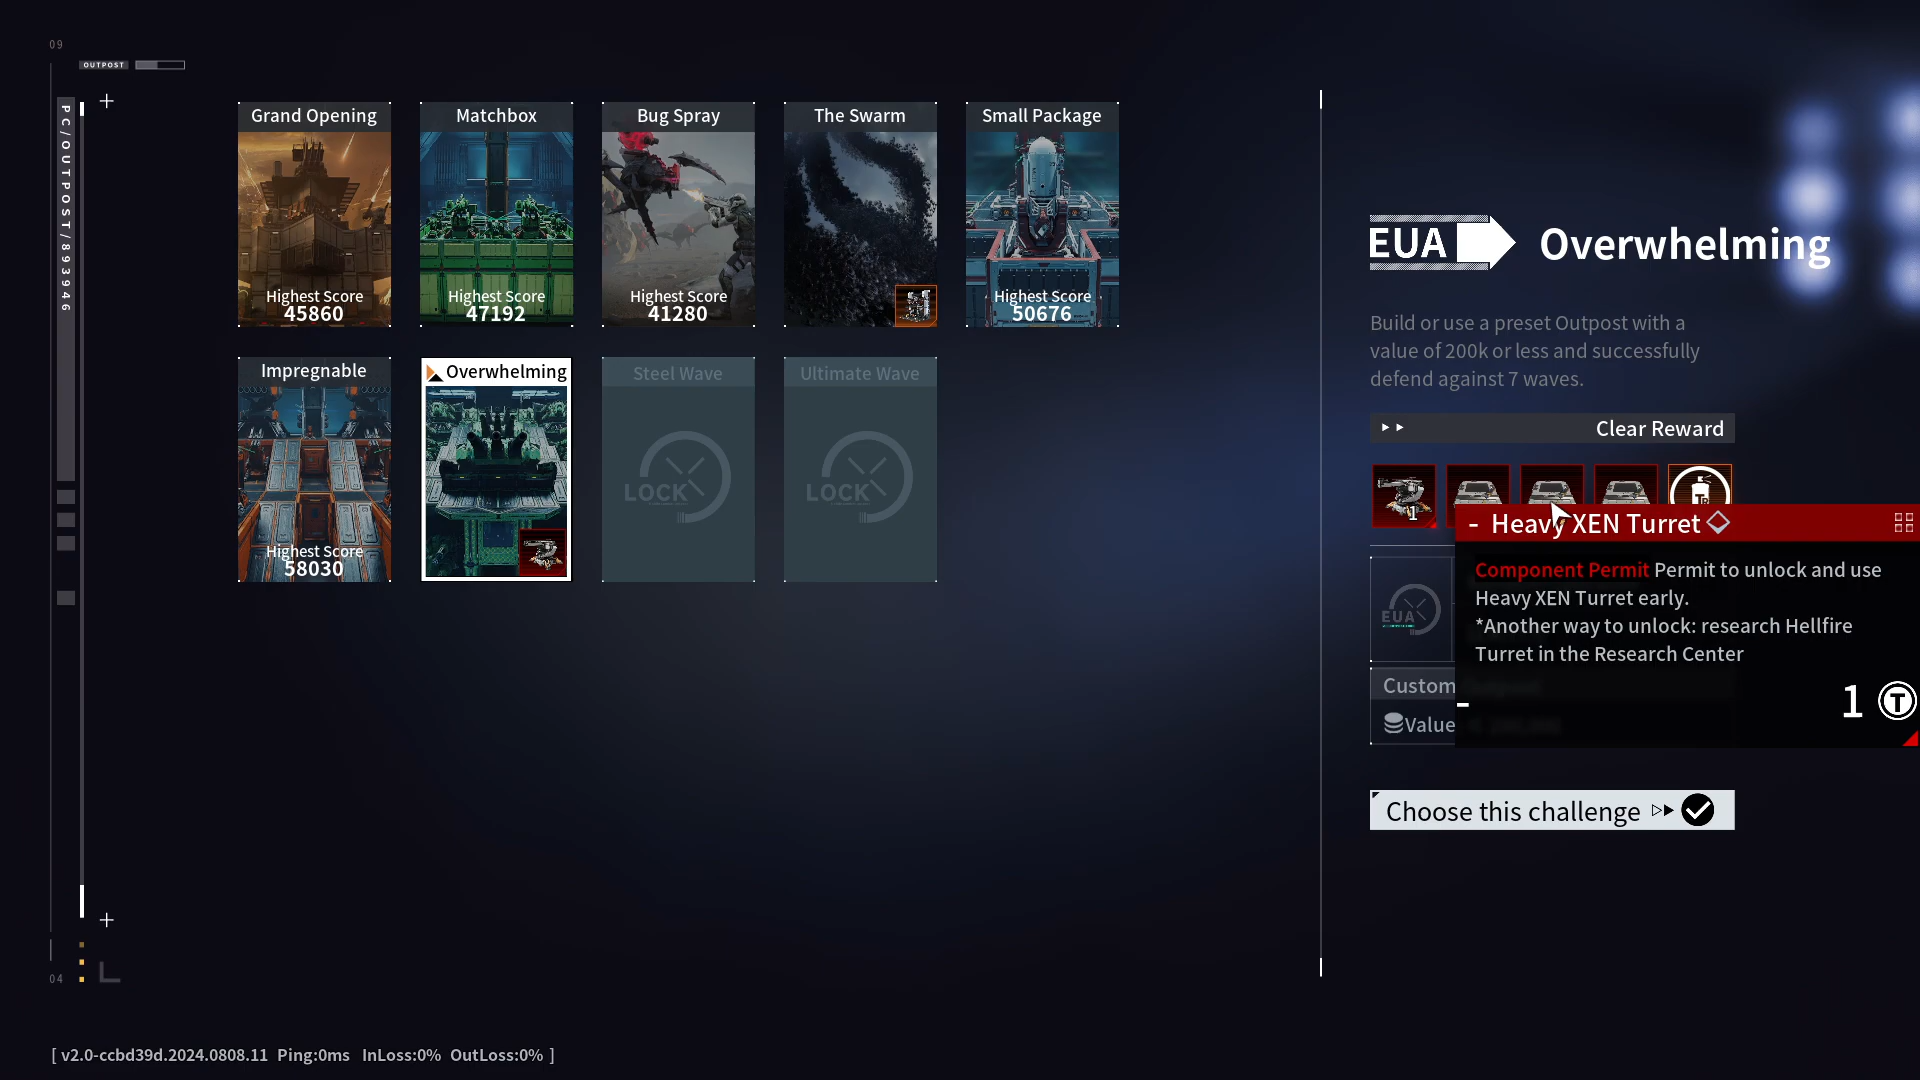 09
OUTPOST
PC/OUTPOST/893946
Grand Opening
Highest Score
45860
Matchbox
Highest Score
47192
Bug Spray
Highest Score
41280
The Swarm
Small Package
Highest Score
50676
Impregnable
Highest Score
58030
Overwhelming
Steel Wave
LOCK
Ultimate Wave
LOCK
EUA
Overwhelming
Build or use a preset Outpost with a
value of 200k or less and successfully
defend against 7 waves.
Clear Reward
1
- Heavy XEN Turret
Component Permit Permit to unlock and use
Heavy XEN Turret early.
*Another way to unlock: research Hellfire
Turret in the Research Center
1 T
EUA
Custom
Value
Choose this challenge
04
[ v2.0-ccbd39d.2024.0808.11 Ping:0ms InLoss:0% OutLoss:0% ]